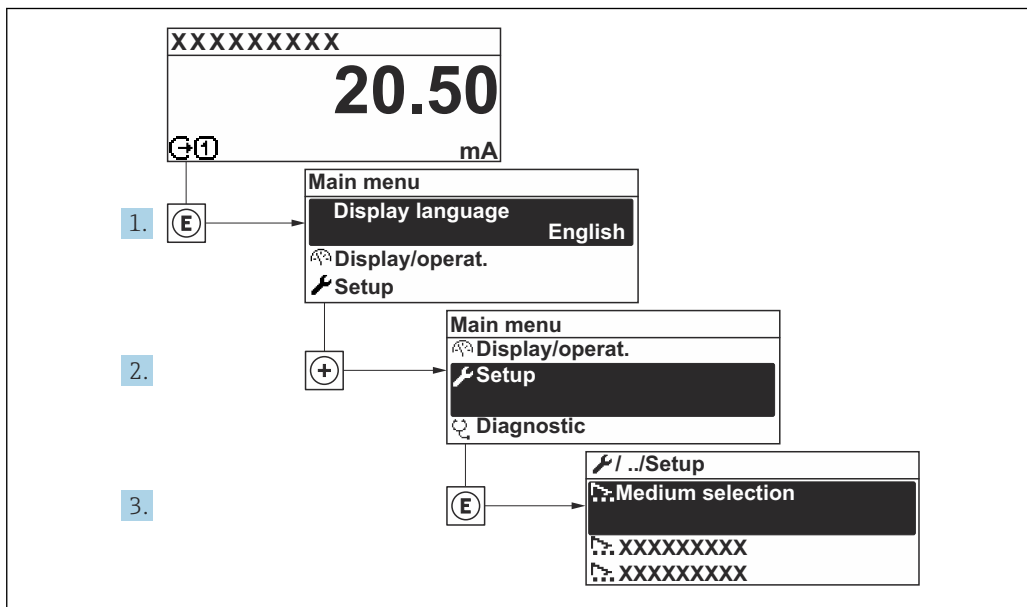 XXXXXXXXX
20.50
1
mA
1.
E
Main menu
Display language
English
Display/operat.
Setup
2.
+
Main menu
Display/operat.
Setup
Diagnostic
3.
E
/ ../Setup
Medium selection
XXXXXXXXX
XXXXXXXXX